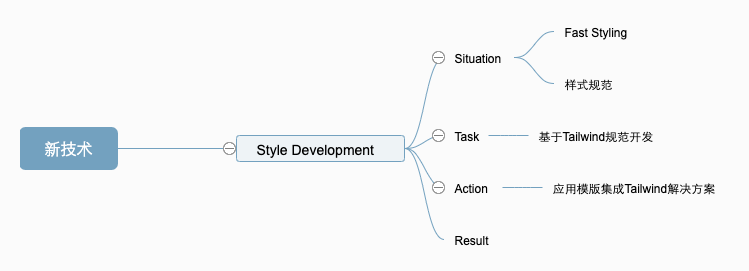 新技术
Style Development
Situation
Fast Styling
样式规范
Task
基于Tailwind规范开发
Action
应用模版集成Tailwind解决方案
Result